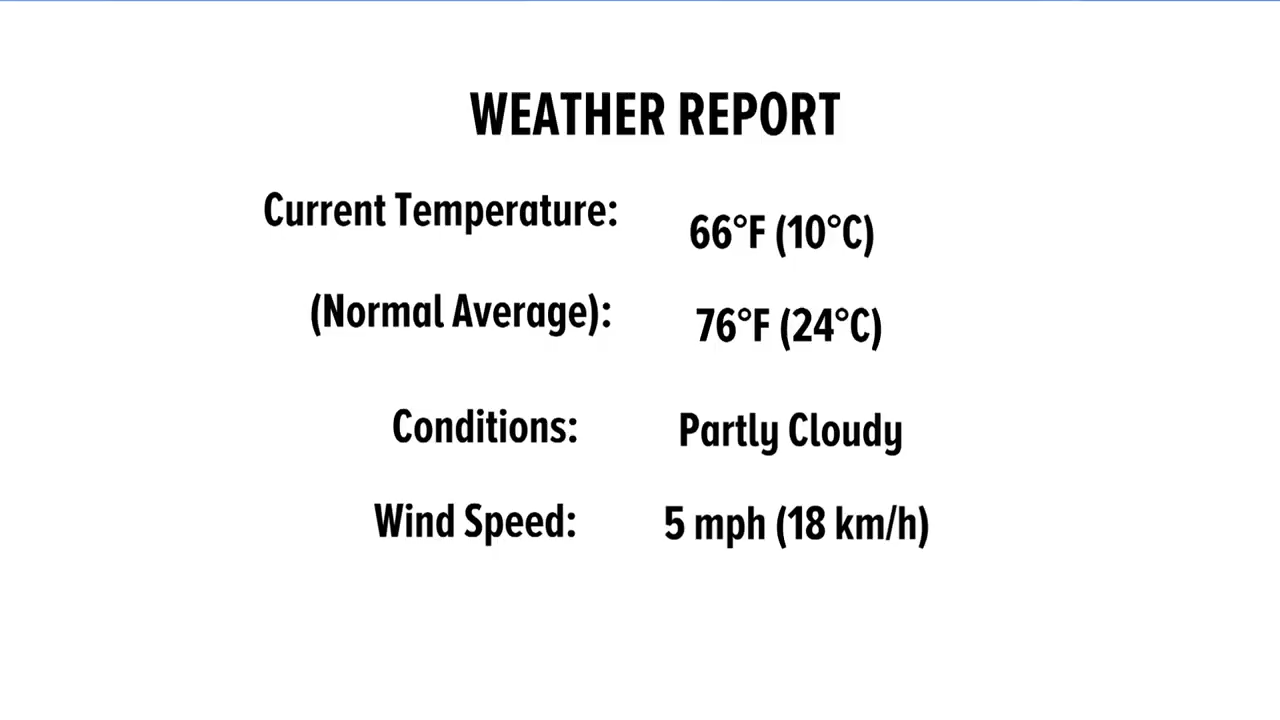 WEATHER REPORT
Current Temperature: 66°F (10°C)
(Normal Average): 76°F (24°C)
Conditions: Partly Cloudy
Wind Speed: 5 mph (18 km/h)